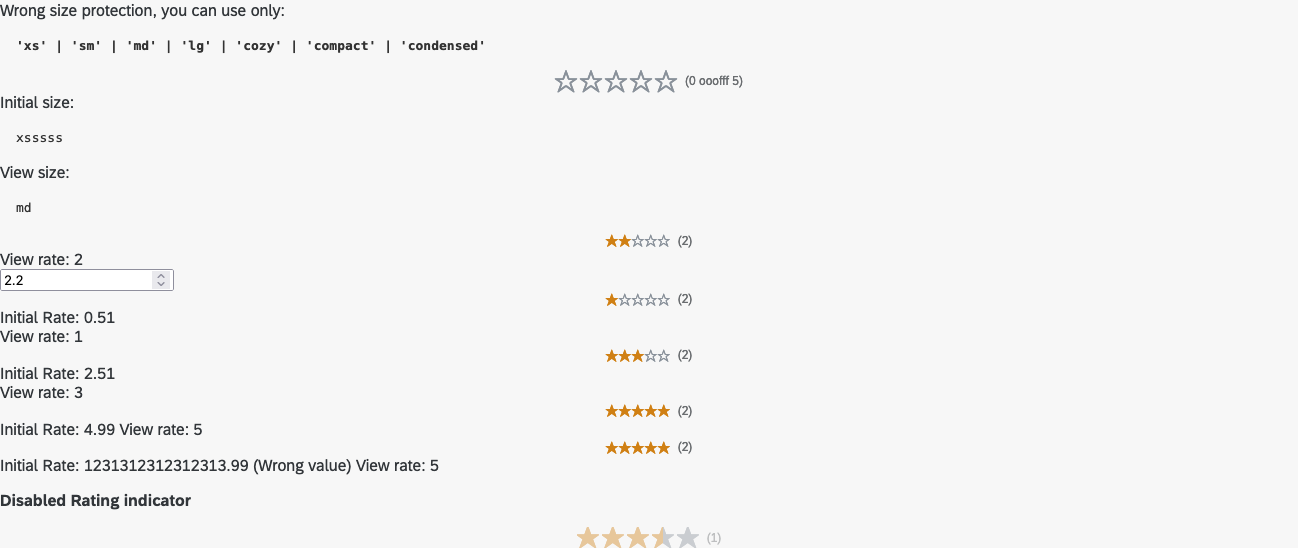 Wrong size protection, you can use only:
'xs' | 'sm' | 'md' | 'lg' | 'cozy' | 'compact' | 'condensed'
(0 ooofff 5)
Initial size:
xsssss
View size:
md
(2)
View rate: 2
2.2
(2)
Initial Rate: 0.51
View rate: 1
(2)
Initial Rate: 2.51
View rate: 3
(2)
Initial Rate: 4.99 View rate: 5
(2)
Initial Rate: 1231312312312313.99 (Wrong value) View rate: 5
Disabled Rating indicator
(1)